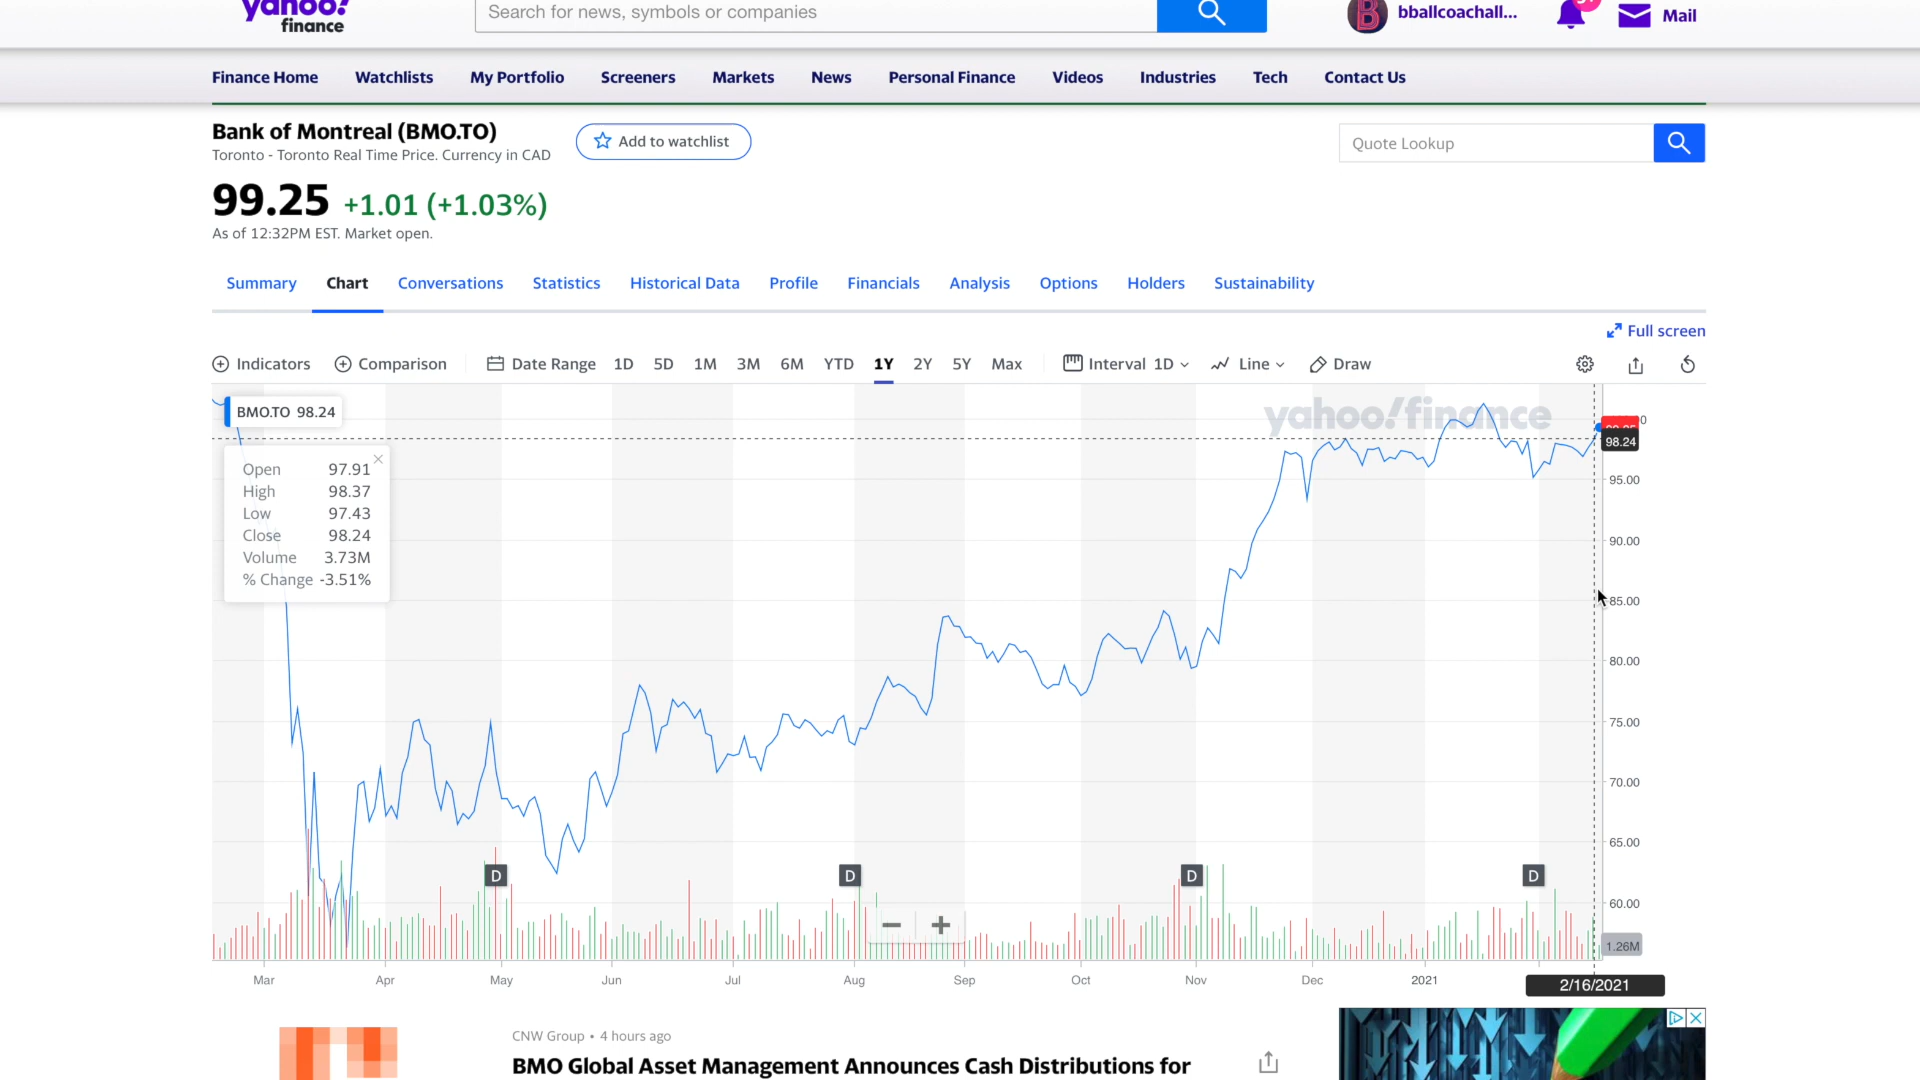 yahoo!
finance
Search for news, symbols or companies
B
bballcoachall...
Mail
Finance Home Watchlists My Portfolio Screeners Markets News Personal Finance Videos Industries Tech Contact Us
Bank of Montreal (BMO.TO)
Add to watchlist
Quote Lookup
Toronto - Toronto Real Time Price. Currency in CAD
99.25 +1.01 (+1.03%)
As of 12:32PM EST. Market open.
Summary Chart Conversations Statistics Historical Data Profile Financials Analysis Options Holders Sustainability
Full screen
Indicators Comparison Date Range 1D 5D 1M 3M 6M YTD 1Y 2Y 5Y Max Interval 1D Line Draw
BMO.TO 98.24
yahoo!finance
98.24
Open 97.91
High 98.37
Low 97.43
Close 98.24
Volume 3.73M
% Change -3.51%
95.00
90.00
85.00
80.00
75.00
70.00
65.00
60.00
D D D D
1.26M
Mar Apr May Jun Jul Aug Sep Oct Nov Dec 2021
2/16/2021
CNW Group • 4 hours ago
BMO Global Asset Management Announces Cash Distributions for